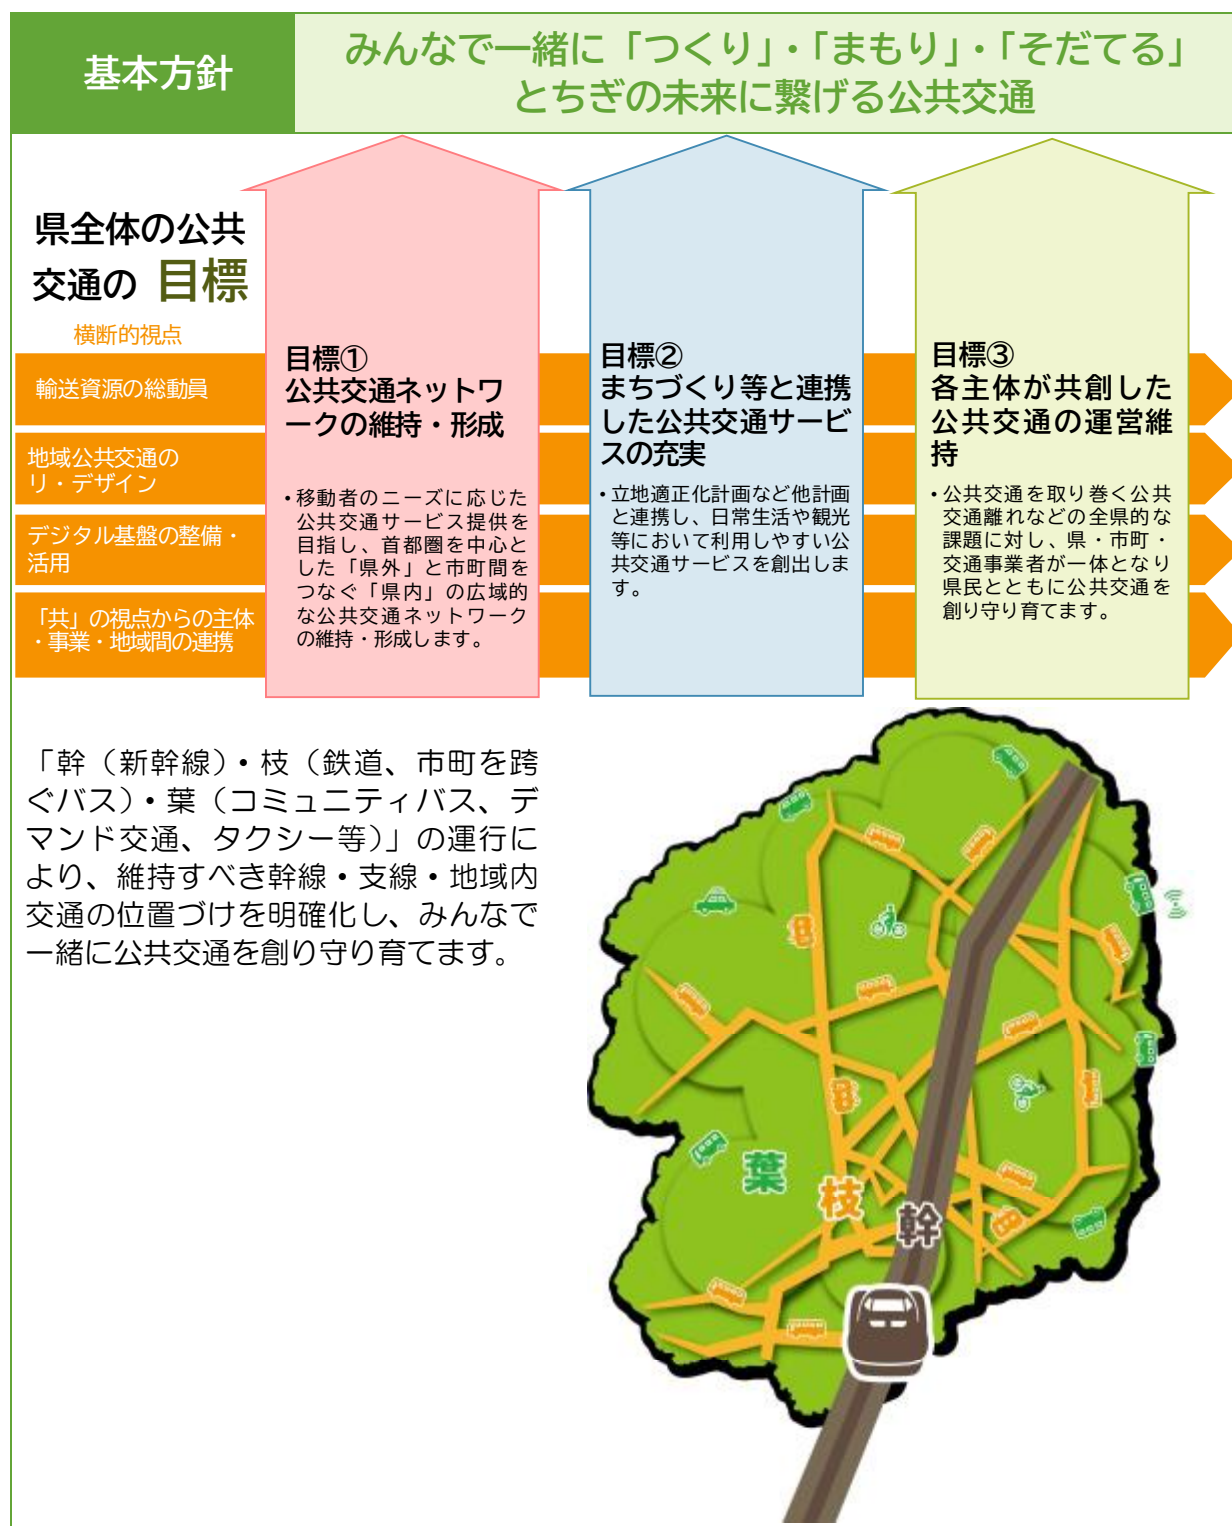 基本方針
みんなで一緒に「つくり」・「まもり」・「そだてる」
とちぎの未来に繋げる公共交通
県全体の公共
交通の 目標
横断的視点
輸送資源の総動員
地域公共交通の
リ・デザイン
デジタル基盤の整備・
活用
「共」の視点からの主体
・事業・地域間の連携
目標①
公共交通ネットワ
ークの維持・形成
・移動者のニーズに応じた
公共交通サービス提供を
目指し、首都圏を中心と
した「県外」と市町間を
つなぐ「県内」の広域的
な公共交通ネットワーク
の維持・形成します。
目標②
まちづくり等と連携
した公共交通サービ
スの充実
・立地適正化計画など他計画
と連携し、日常生活や観光
等において利用しやすい公
共交通サービスを創出しま
す。
目標③
各主体が共創した
公共交通の運営維
持
・公共交通を取り巻く公共
交通離れなどの全県的な
課題に対し、県・市町・
交通事業者が一体となり
県民とともに公共交通を
創り守り育てます。
「幹（新幹線）・枝（鉄道、市町を跨
ぐバス）・葉（コミュニティバス、デ
マンド交通、タクシー等）」の運行に
より、維持すべき幹線・支線・地域内
交通の位置づけを明確化し、みんなで
一緒に公共交通を創り守り育てます。
葉
枝
幹